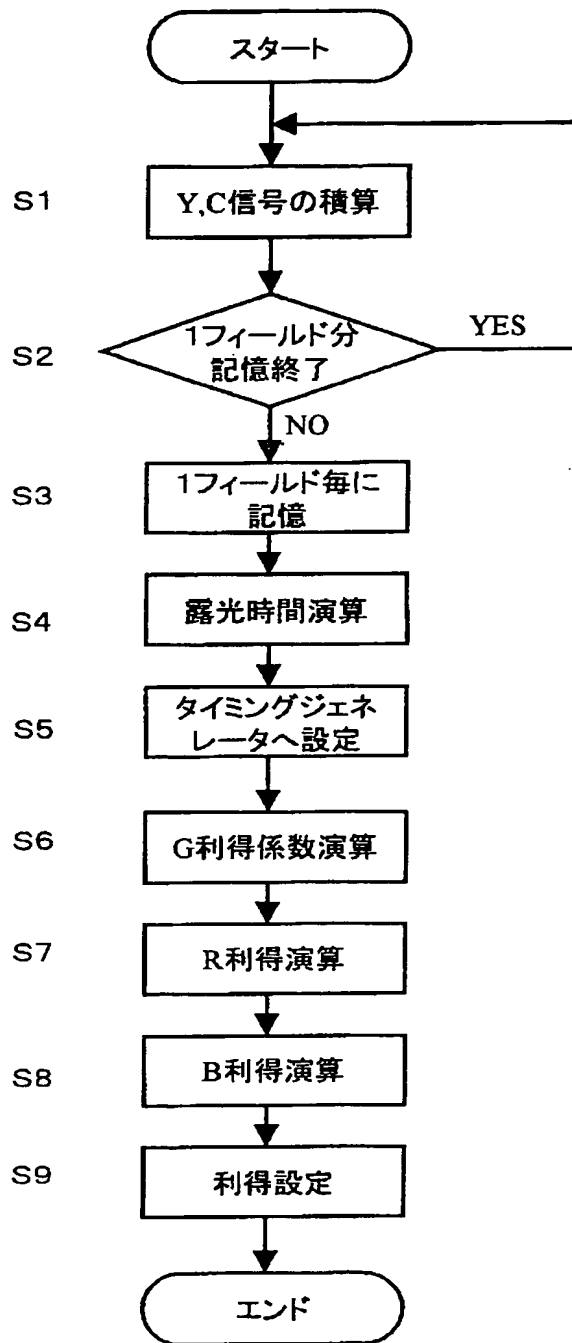 スタート
S1
Y,C信号の積算
S2
1フィールド分
記憶終了
YES
NO
S3
1フィールド毎に
記憶
S4
露光時間演算
S5
タイミングジェネ
レータへ設定
S6
G利得係数演算
S7
R利得演算
S8
B利得演算
S9
利得設定
エンド